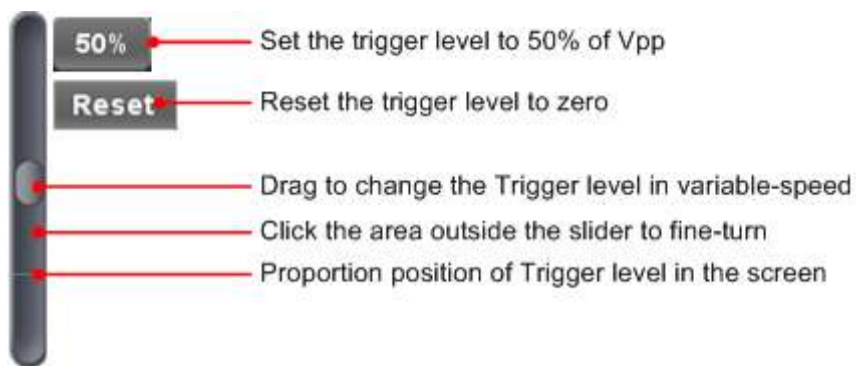 50% Set the trigger level to 50% of Vpp
Reset Reset the trigger level to zero
Drag to change the Trigger level in variable-speed
Click the area outside the slider to fine-turn
Proportion position of Trigger level in the screen